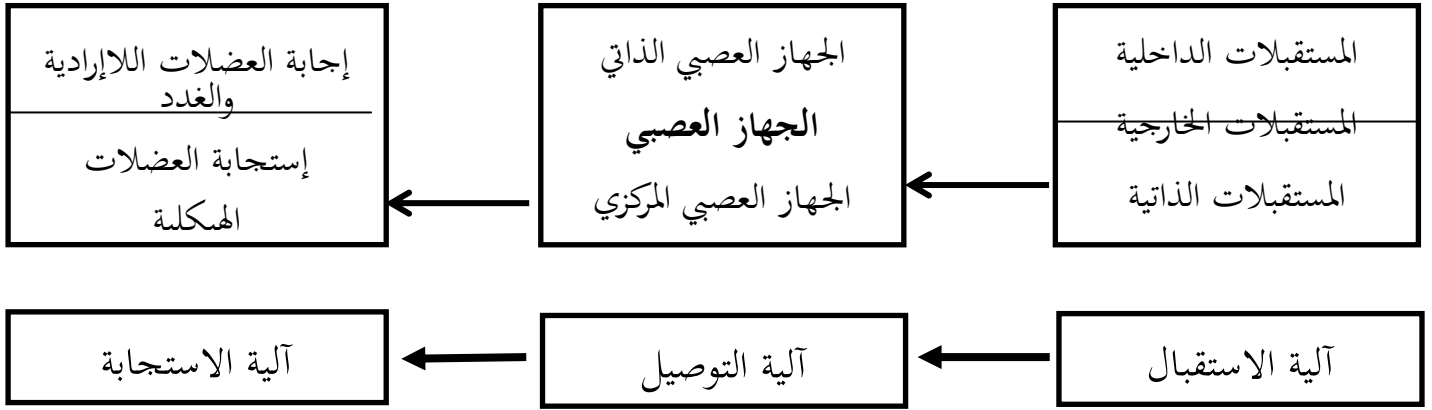 المستقبلات الداخلية
المستقبلات الخارجية
المستقبلات الذاتية
الجهاز العصبي الذاتي
الجهاز العصبي
الجهاز العصبي المركزي
إجابة العضلات اللاإرادية
والغدد
إستجابة العضلات
الهيكلية
آلية الاستقبال
آلية التوصيل
آلية الاستجابة